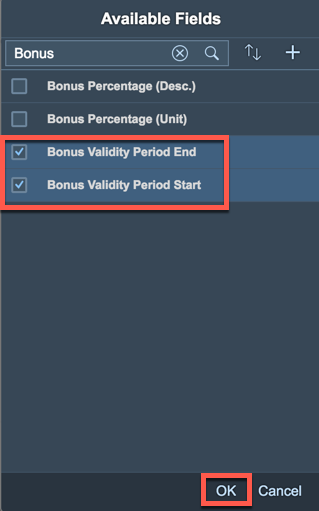 Available Fields
Bonus
Bonus Percentage (Desc.)
Bonus Percentage (Unit)
Bonus Validity Period End
Bonus Validity Period Start
OK Cancel